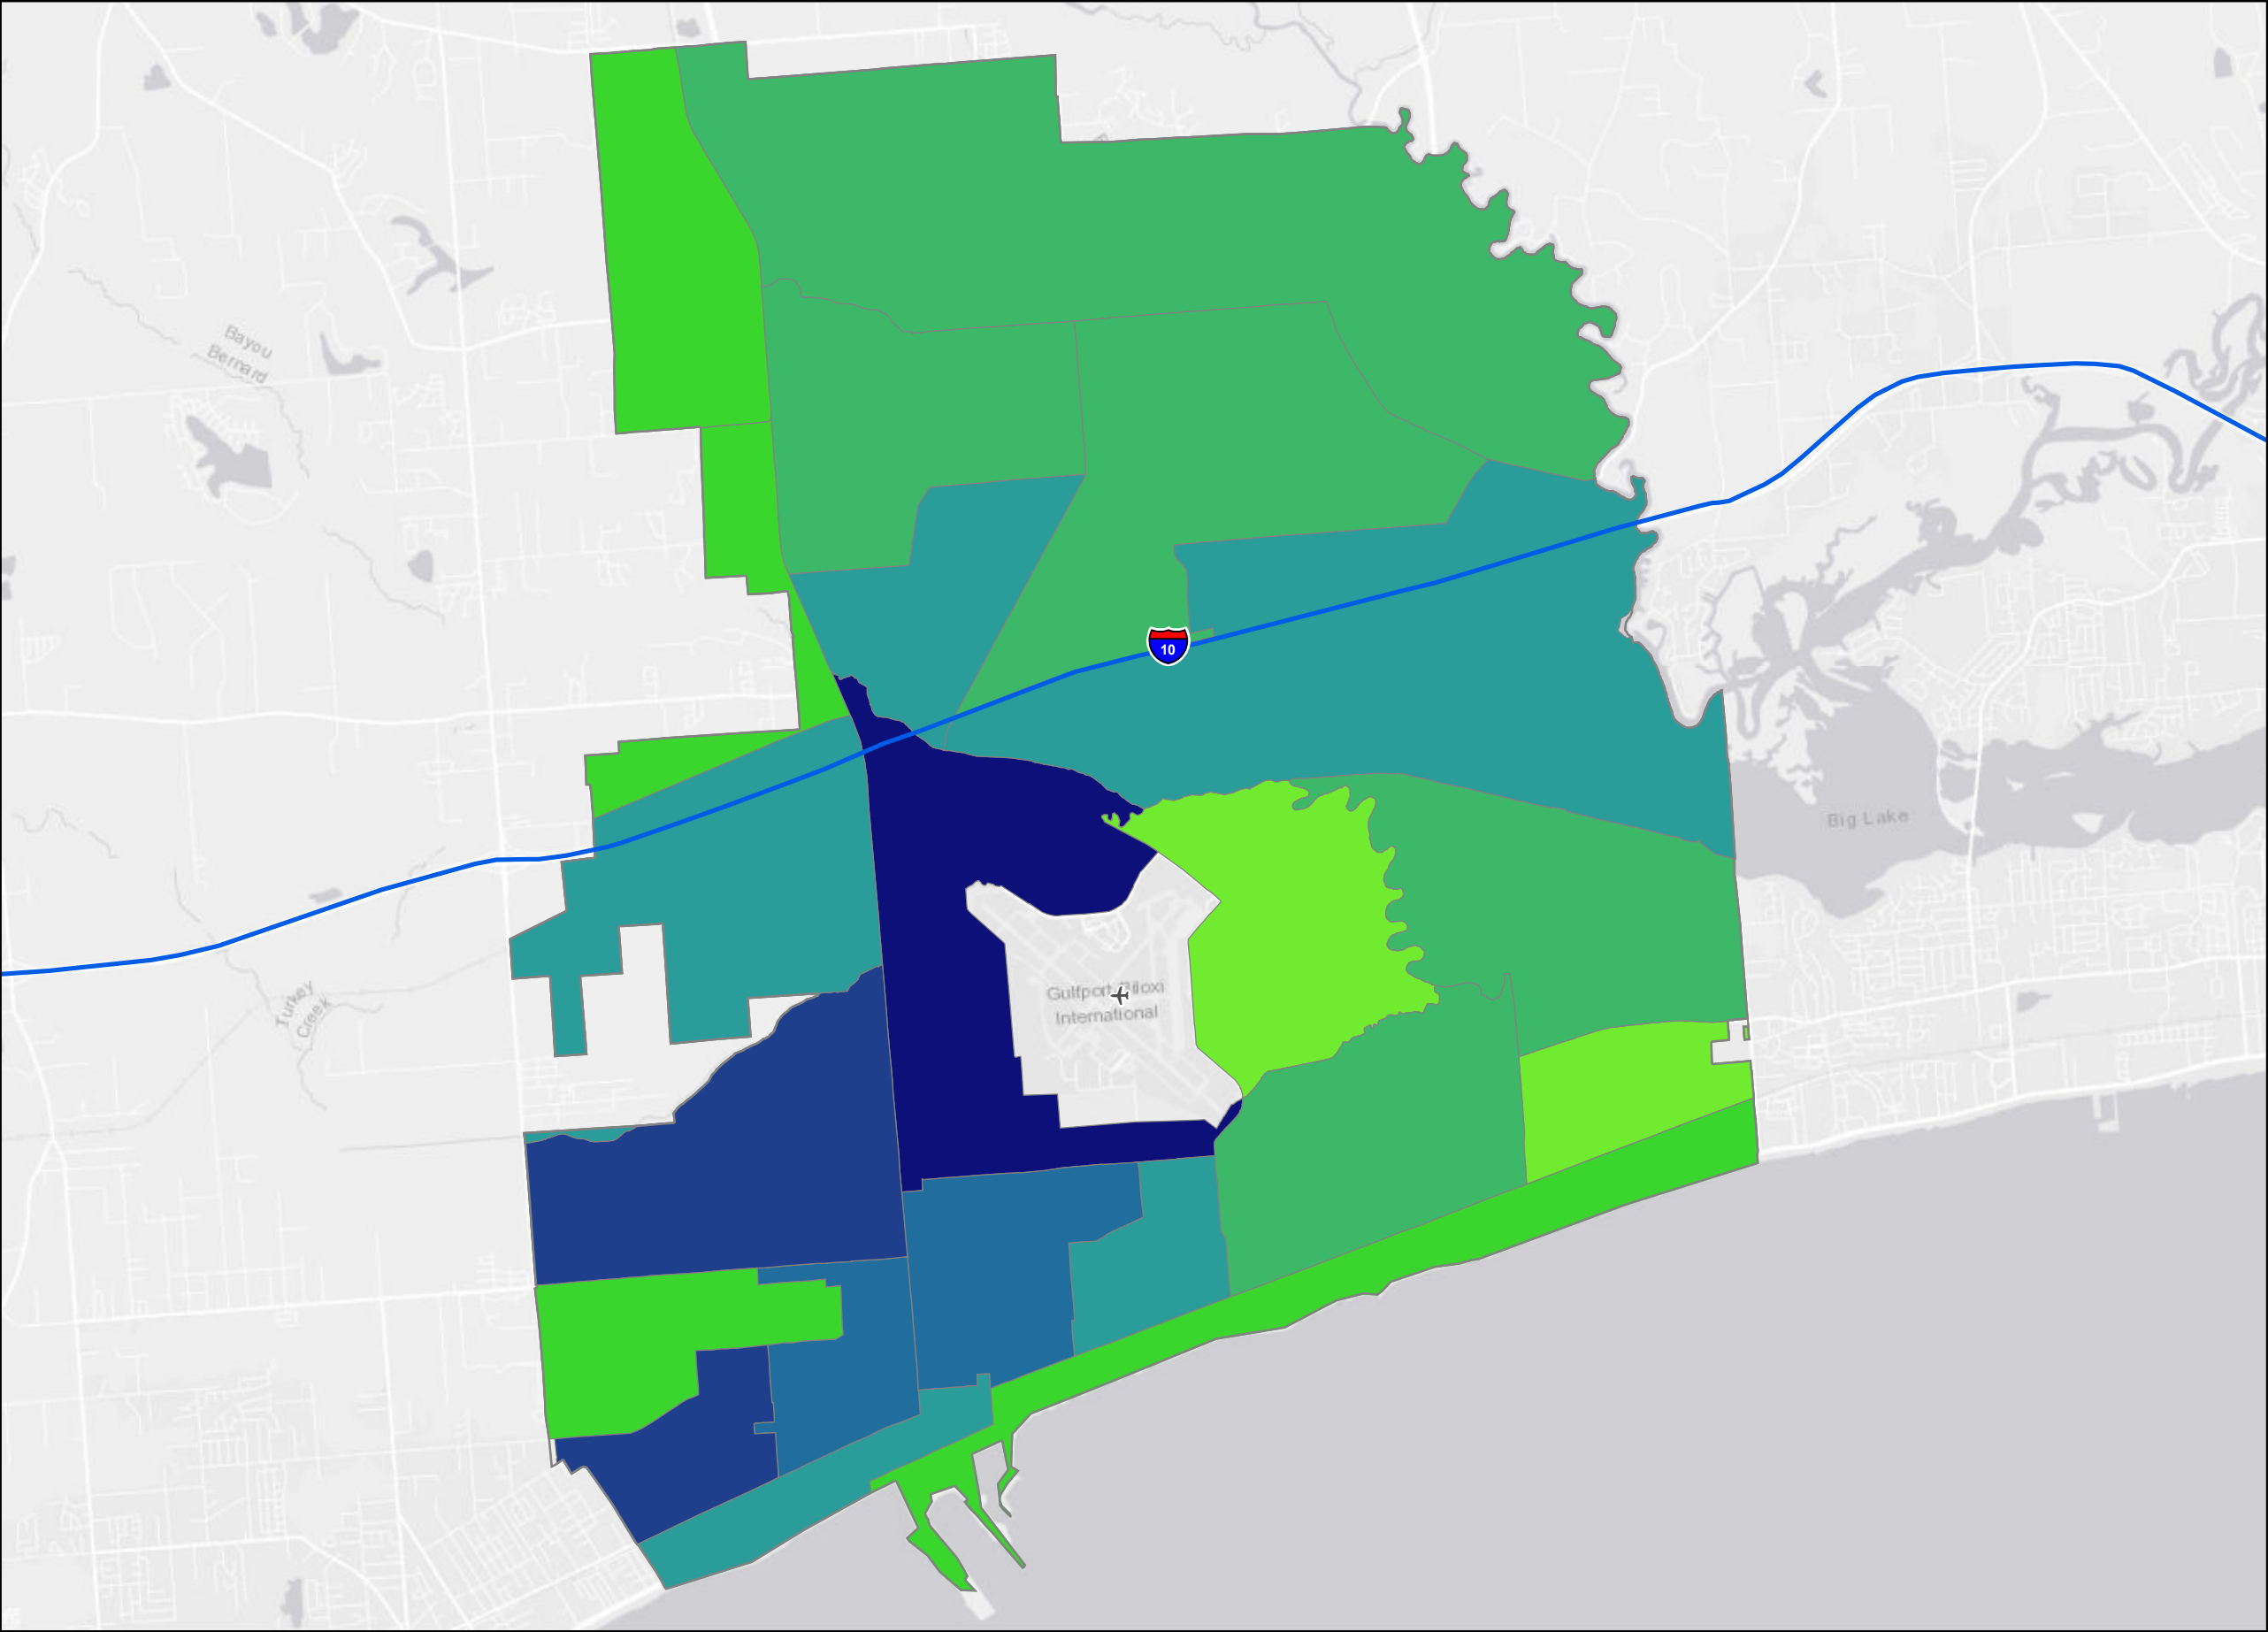 Bayou
Bernard
10
Big Lake
Gulfport-Biloxi
International
Turkey
Creek